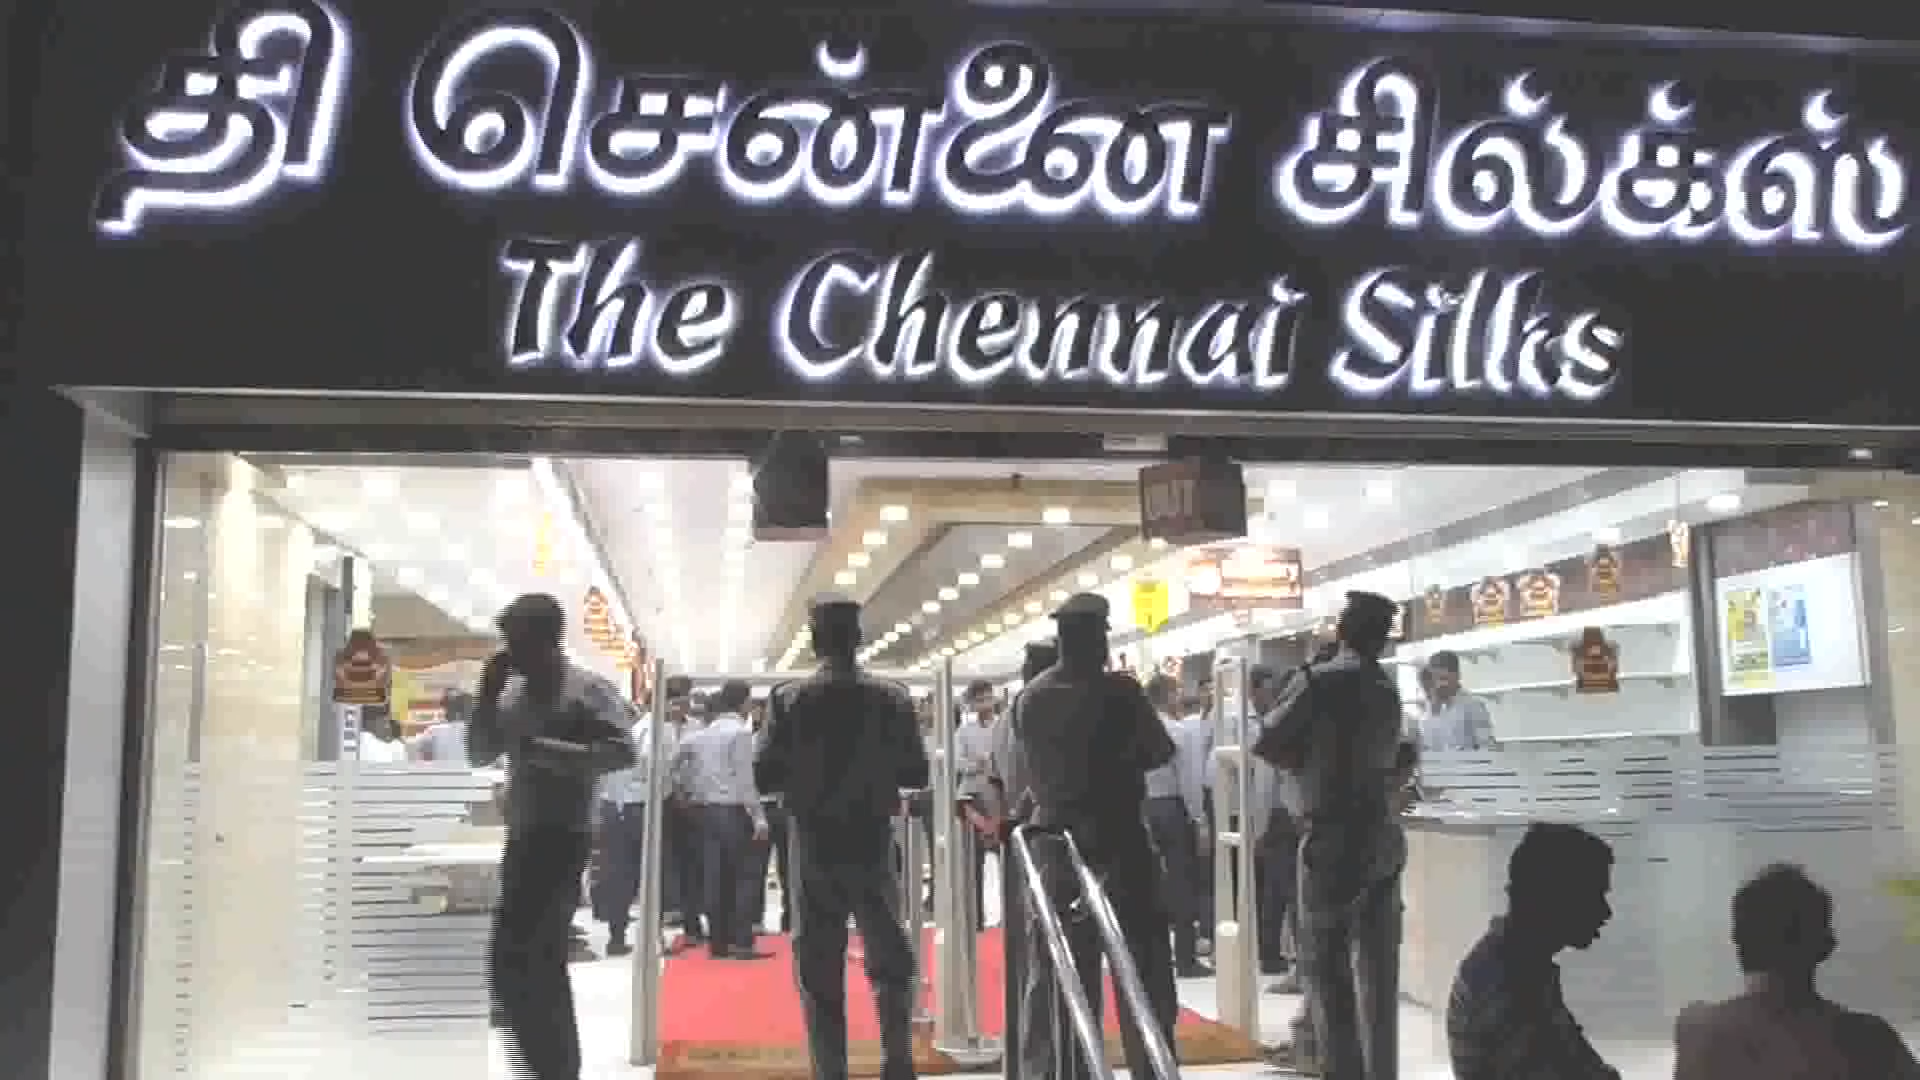 தி சென்னை சில்க்ஸ்
The Chennai Silks